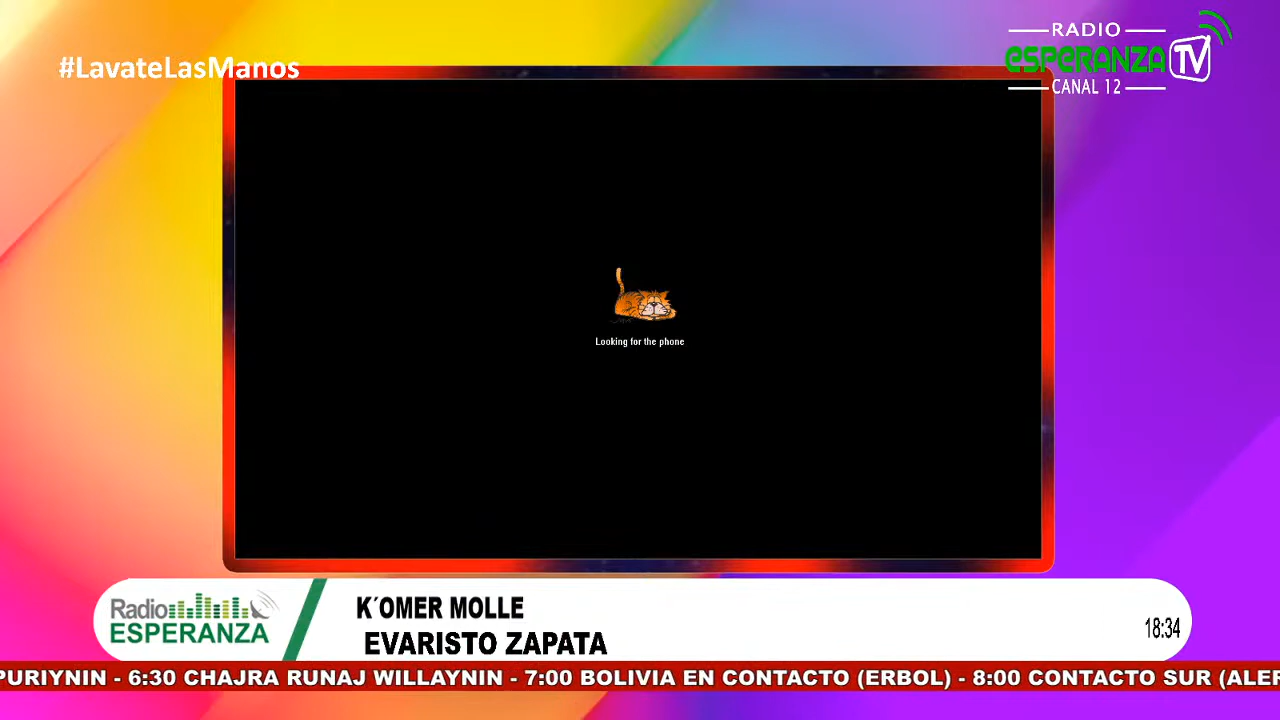 #LavateLasManos
RADIO
ESPERANZA TV
CANAL 12
Looking for the phone
Radio
ESPERANZA
K´OMER MOLLE
EVARISTO ZAPATA
18:34
PURIYNIN - 6:30 CHAJRA RUNAJ WILLAYNIN - 7:00 BOLIVIA EN CONTACTO (ERBOL) - 8:00 CONTACTO SUR (ALER